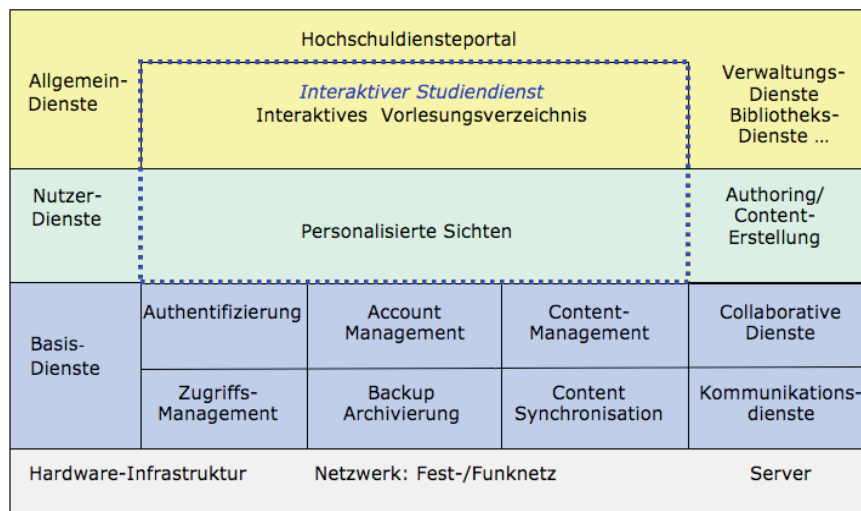 Hochschuldiensteportal
Allgemein-
Dienste
Interaktiver Studiendienst
Interaktives Vorlesungsverzeichnis
Verwaltungs-
Dienste
Bibliotheks-
Dienste ...
Nutzer-
Dienste
Personalisierte Sichten
Authoring/
Content-
Erstellung
Basis-
Dienste
Authentifizierung
Account
Management
Content-
Management
Collaborative
Dienste
Zugriffs-
Management
Backup
Archivierung
Content
Synchronisation
Kommunikations-
dienste
Hardware-Infrastruktur
Netzwerk: Fest-/Funknetz
Server